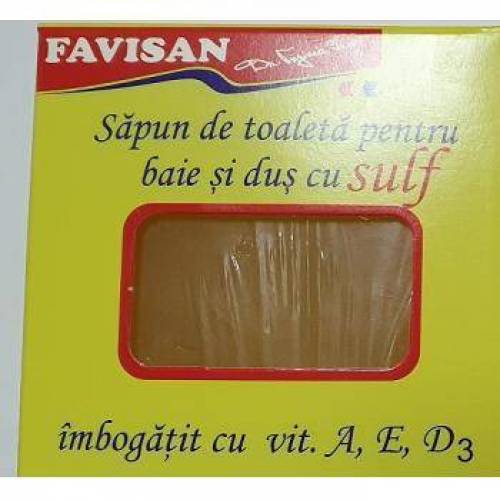 FAVISAN
Săpun de toaletă pentru
baie și duș cu sulf
îmbogățit cu vit. A, E, D3